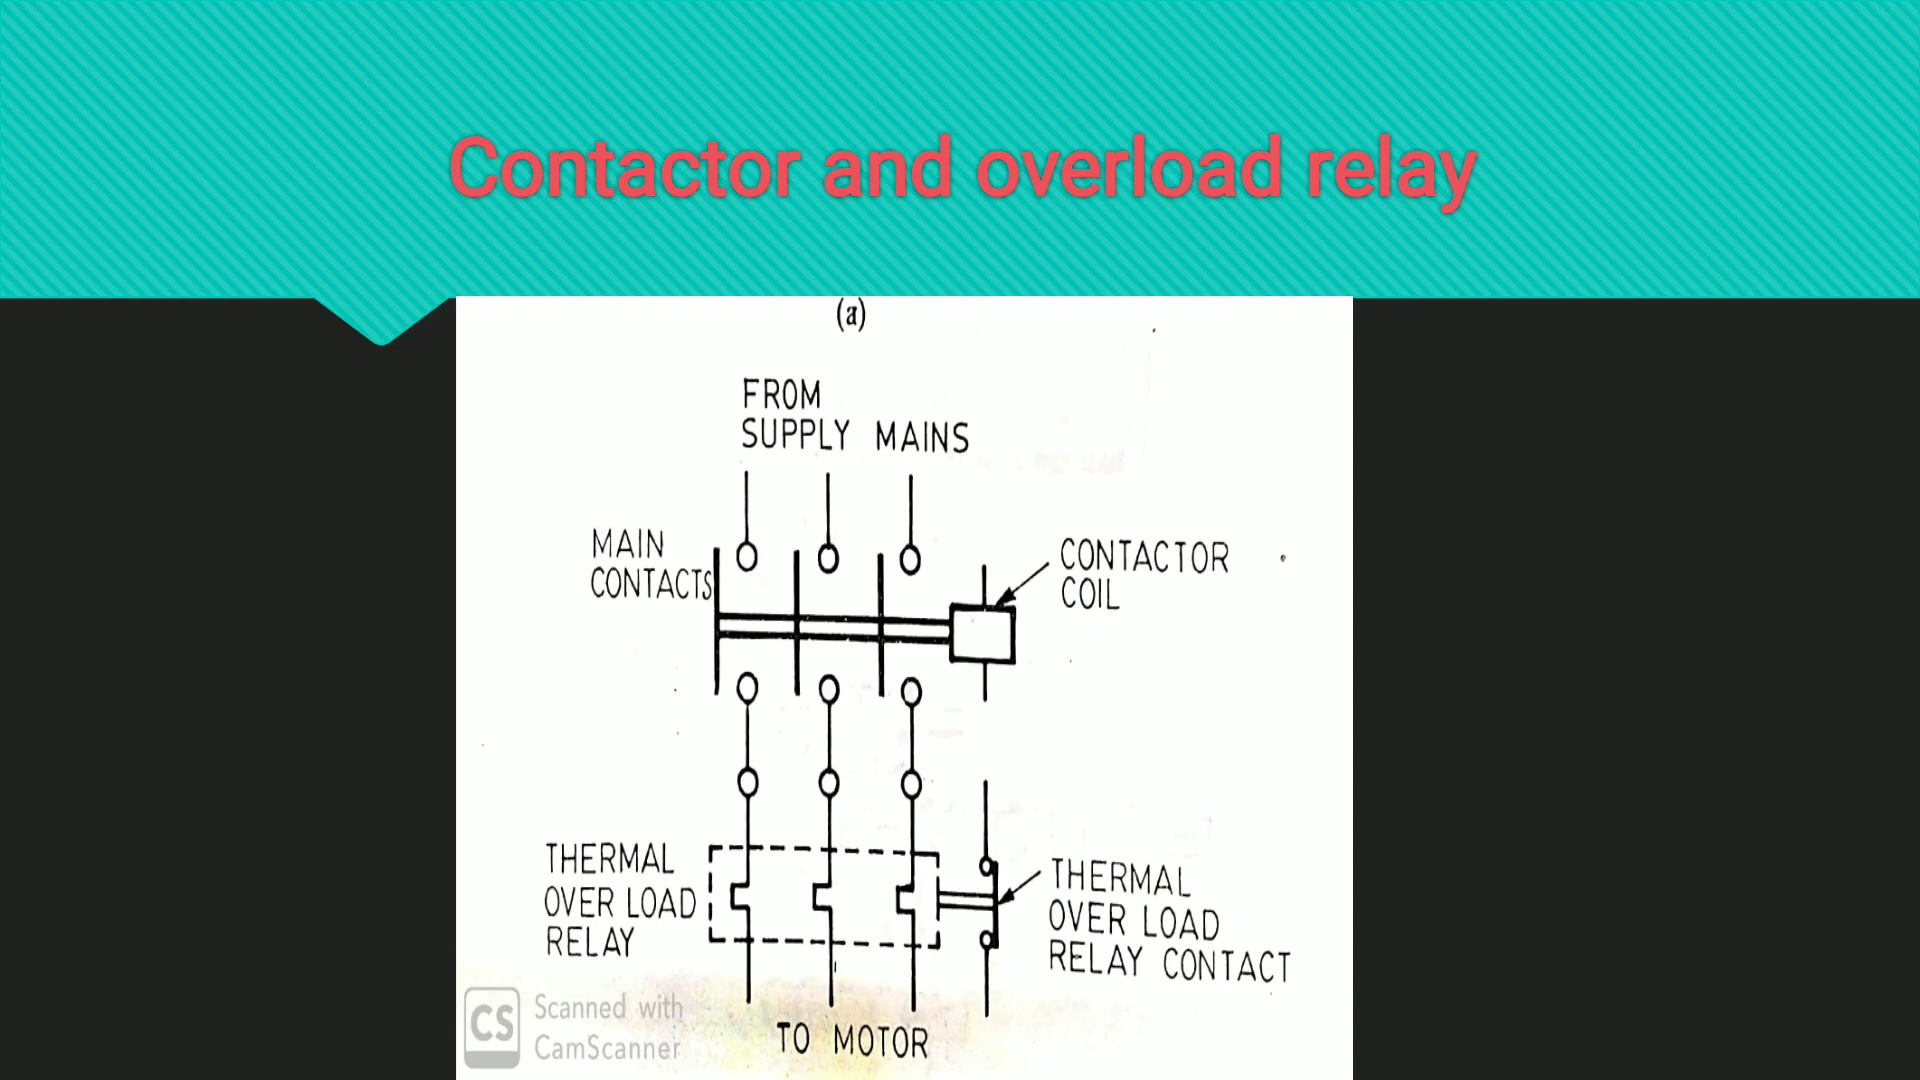 Contactor and overload relay
(a)
FROM
SUPPLY MAINS
MAIN
CONTACTS
CONTACTOR
COIL
THERMAL
OVER LOAD
RELAY
THERMAL
OVER LOAD
RELAY CONTACT
TO MOTOR
CS
Scanned with
CamScanner